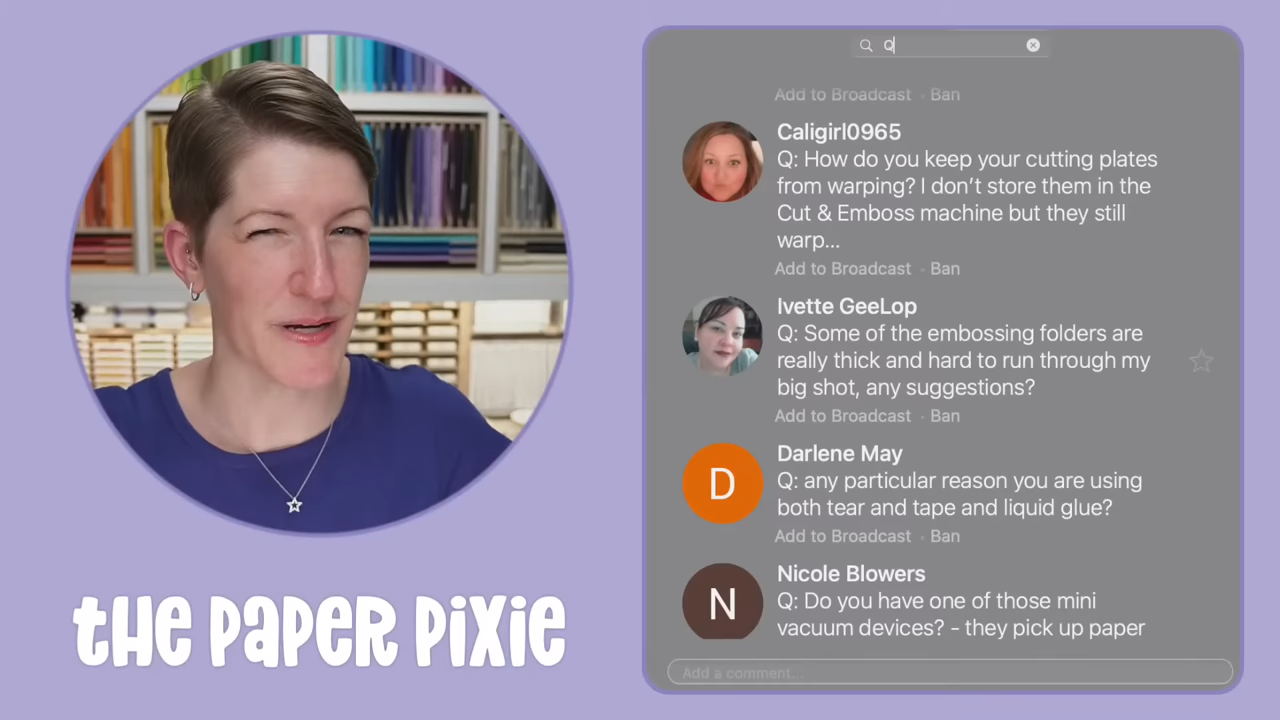 Q
Add to Broadcast · Ban
Caligirl0965
Q: How do you keep your cutting plates
from warping? I don’t store them in the
Cut & Emboss machine but they still
warp...
Add to Broadcast · Ban
Ivette GeeLop
Q: Some of the embossing folders are
really thick and hard to run through my
big shot, any suggestions?
Add to Broadcast · Ban
D
Darlene May
Q: any particular reason you are using
both tear and tape and liquid glue?
Add to Broadcast · Ban
N
Nicole Blowers
Q: Do you have one of those mini
vacuum devices? - they pick up paper
Add a comment...
the paper pixie